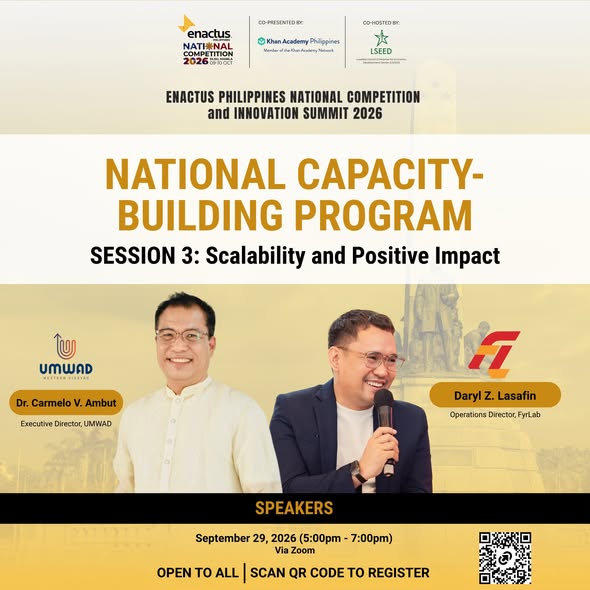 enactus
PHILIPPINES
NATIONAL
COMPETITION
2026
CO-PRESENTED BY:
Khan Academy Philippines
Member of the Khan Academy Network
CO-HOSTED BY:
LSEED
ENACTUS PHILIPPINES NATIONAL COMPETITION
and INNOVATION SUMMIT 2026
NATIONAL CAPACITY-
BUILDING PROGRAM
SESSION 3: Scalability and Positive Impact
UMWAD
WESTERN VISAYAS
Dr. Carmelo V. Ambut
Executive Director, UMWAD
Daryl Z. Lasafin
Operations Director, FyrLab
SPEAKERS
September 29, 2026 (5:00pm - 7:00pm)
Via Zoom
OPEN TO ALL | SCAN QR CODE TO REGISTER